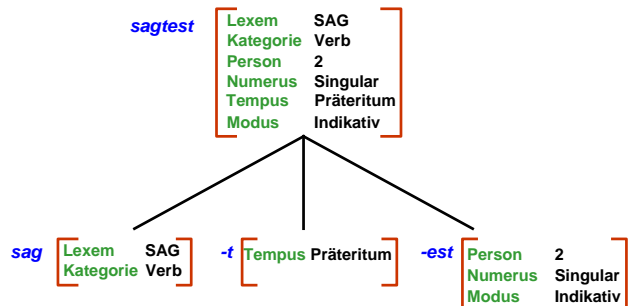 sagtest
Lexem SAG
Kategorie Verb
Person 2
Numerus Singular
Tempus Präteritum
Modus Indikativ
sag
Lexem SAG
Kategorie Verb
-t
Tempus Präteritum
-est
Person 2
Numerus Singular
Modus Indikativ